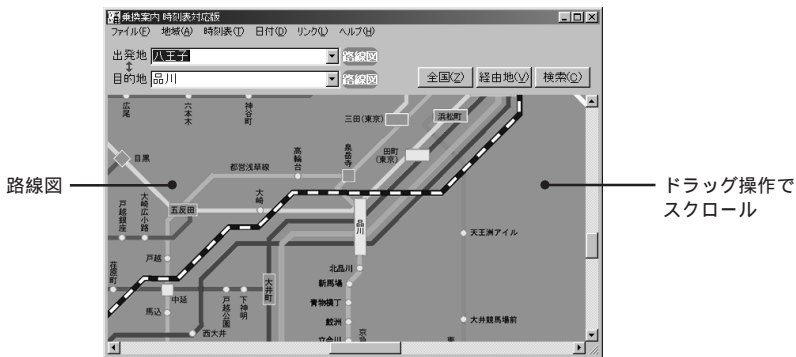 乗換案内 時刻表対応版
ファイル(F) 地域(A) 時刻表(T) 日付(D) リンク(L) ヘルプ(H)
出発地 八王子 路線図
目的地 品川 路線図 全国(Z) 経由地(V) 検索(C)
広尾
六本木
神谷町
三田(東京)
浜松町
目黒
都営浅草線
高輪台
泉岳寺
田町
(東京)
路線図
ドラッグ操作で
スクロール
戸越銀座
大崎広小路
五反田
大崎
品川
天王洲アイル
戸越
北品川
荏原町
新馬場
中延
戸越公園
下神明
大井町
青物横丁
馬込
西大井
鮫洲
大井競馬場前
立会川
京急
東